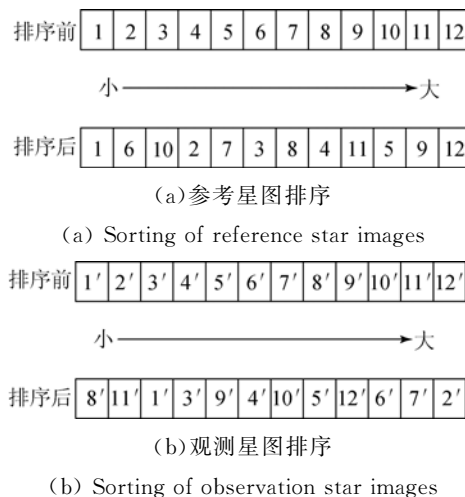 排序前 1 2 3 4 5 6 7 8 9 10 11 12
小 大
排序后 1 6 10 2 7 3 8 4 11 5 9 12
(a)参考星图排序
(a) Sorting of reference star images
排序前 1′ 2′ 3′ 4′ 5′ 6′ 7′ 8′ 9′ 10′ 11′ 12′
小 大
排序后 8′ 11′ 1′ 3′ 9′ 4′ 10′ 5′ 12′ 6′ 7′ 2′
(b)观测星图排序
(b) Sorting of observation star images